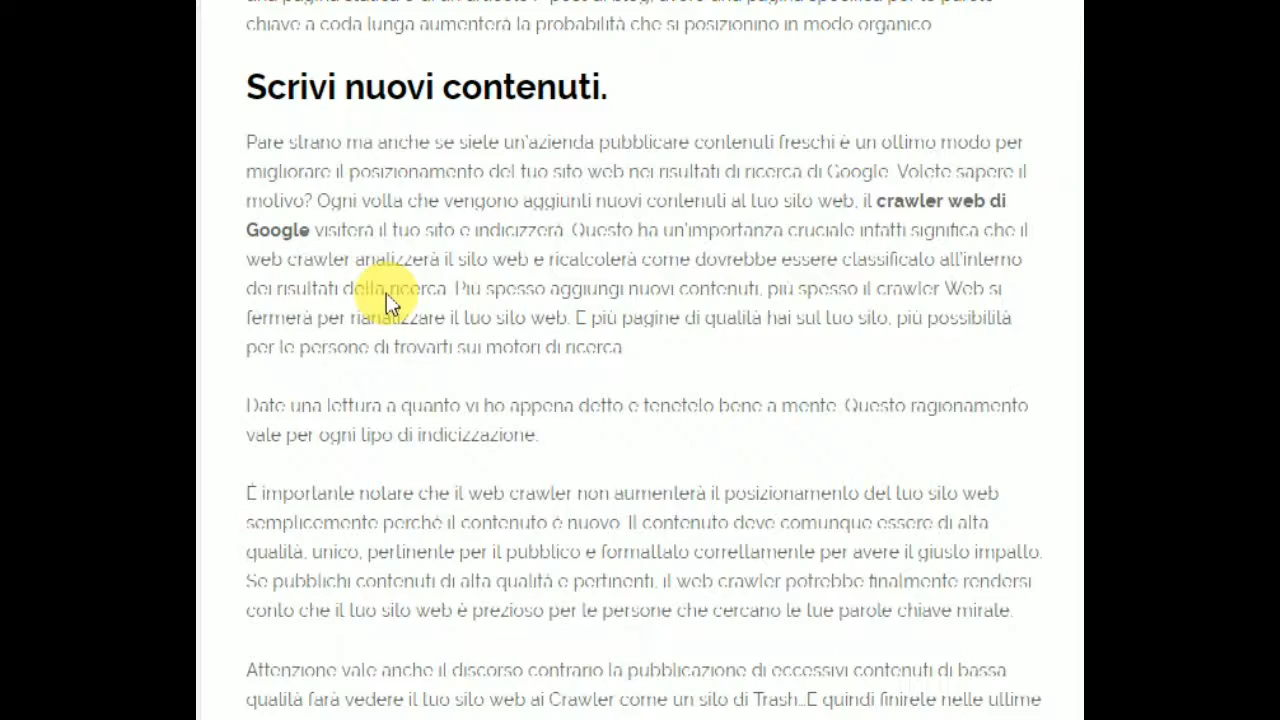 chiave a coda lunga aumenterà la probabilità che si posizionino in modo organico
Scrivi nuovi contenuti.
Pare strano ma anche se siete un'azienda pubblicare contenuti freschi è un ottimo modo per
migliorare il posizionamento del tuo sito web nei risultati di ricerca di Google. Volete sapere il
motivo? Ogni volta che vengono aggiunti nuovi contenuti al tuo sito web, il crawler web di
Google visiterà il tuo sito e indicizzerà. Questo ha un'importanza cruciale infatti significa che il
web crawler analizzerà il sito web e ricalcolerà come dovrebbe essere classificato all'interno
dei risultati della ricerca. Più spesso aggiungi nuovi contenuti, più spesso il crawler Web si
fermerà per rianalizzare il tuo sito web. E più pagine di qualità hai sul tuo sito, più possibilità
per le persone di trovarti sui motori di ricerca.
Date una lettura a quanto vi ho appena detto e tenetelo bene a mente. Questo ragionamento
vale per ogni tipo di indicizzazione.
È importante notare che il web crawler non aumenterà il posizionamento del tuo sito web
semplicemente perché il contenuto è nuovo. Il contenuto deve comunque essere di alta
qualità, unico, pertinente per il pubblico e formattato correttamente per avere il giusto impatto.
Se pubblichi contenuti di alta qualità e pertinenti, il web crawler potrebbe finalmente rendersi
conto che il tuo sito web è prezioso per le persone che cercano le tue parole chiave mirate.
Attenzione vale anche il discorso contrario la pubblicazione di eccessivi contenuti di bassa
qualità farà vedere il tuo sito web ai Crawler come un sito di Trash...E quindi finirete nelle ultime